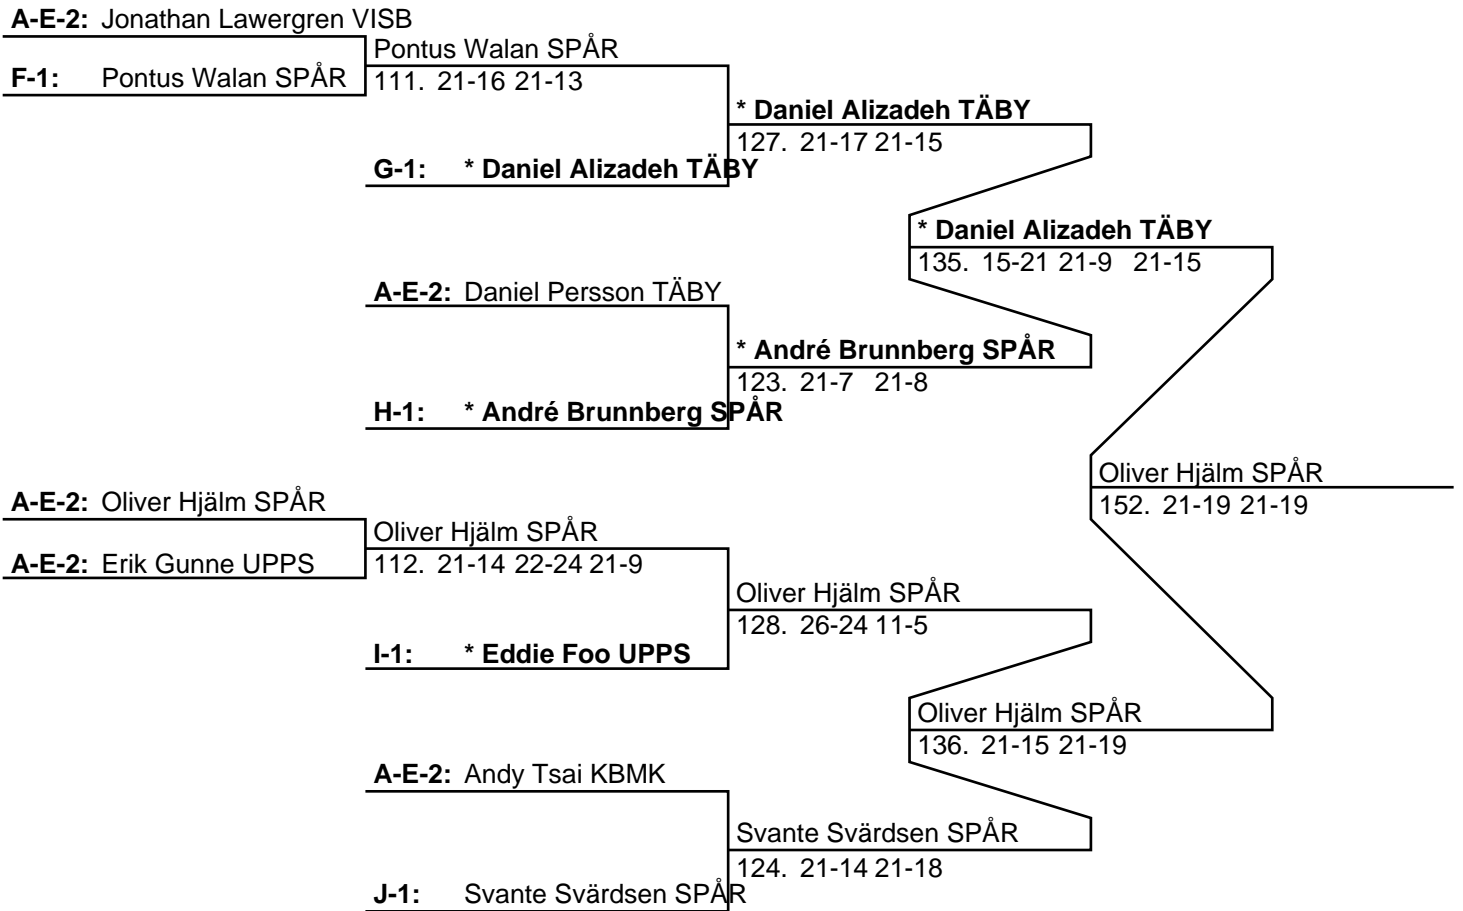 A-E-2: Jonathan Lawergren VISB
Pontus Walan SPÅR
F-1: Pontus Walan SPÅR
111. 21-16 21-13
* Daniel Alizadeh TÄBY
127. 21-17 21-15
G-1: * Daniel Alizadeh TÄBY
* Daniel Alizadeh TÄBY
135. 15-21 21-9 21-15
A-E-2: Daniel Persson TÄBY
* André Brunnberg SPÅR
123. 21-7 21-8
H-1: * André Brunnberg SPÅR
Oliver Hjälm SPÅR
152. 21-19 21-19
A-E-2: Oliver Hjälm SPÅR
Oliver Hjälm SPÅR
A-E-2: Erik Gunne UPPS
112. 21-14 22-24 21-9
Oliver Hjälm SPÅR
128. 26-24 11-5
I-1: * Eddie Foo UPPS
Oliver Hjälm SPÅR
136. 21-15 21-19
A-E-2: Andy Tsai KBMK
Svante Svärdsen SPÅR
124. 21-14 21-18
J-1: Svante Svärdsen SPÅR